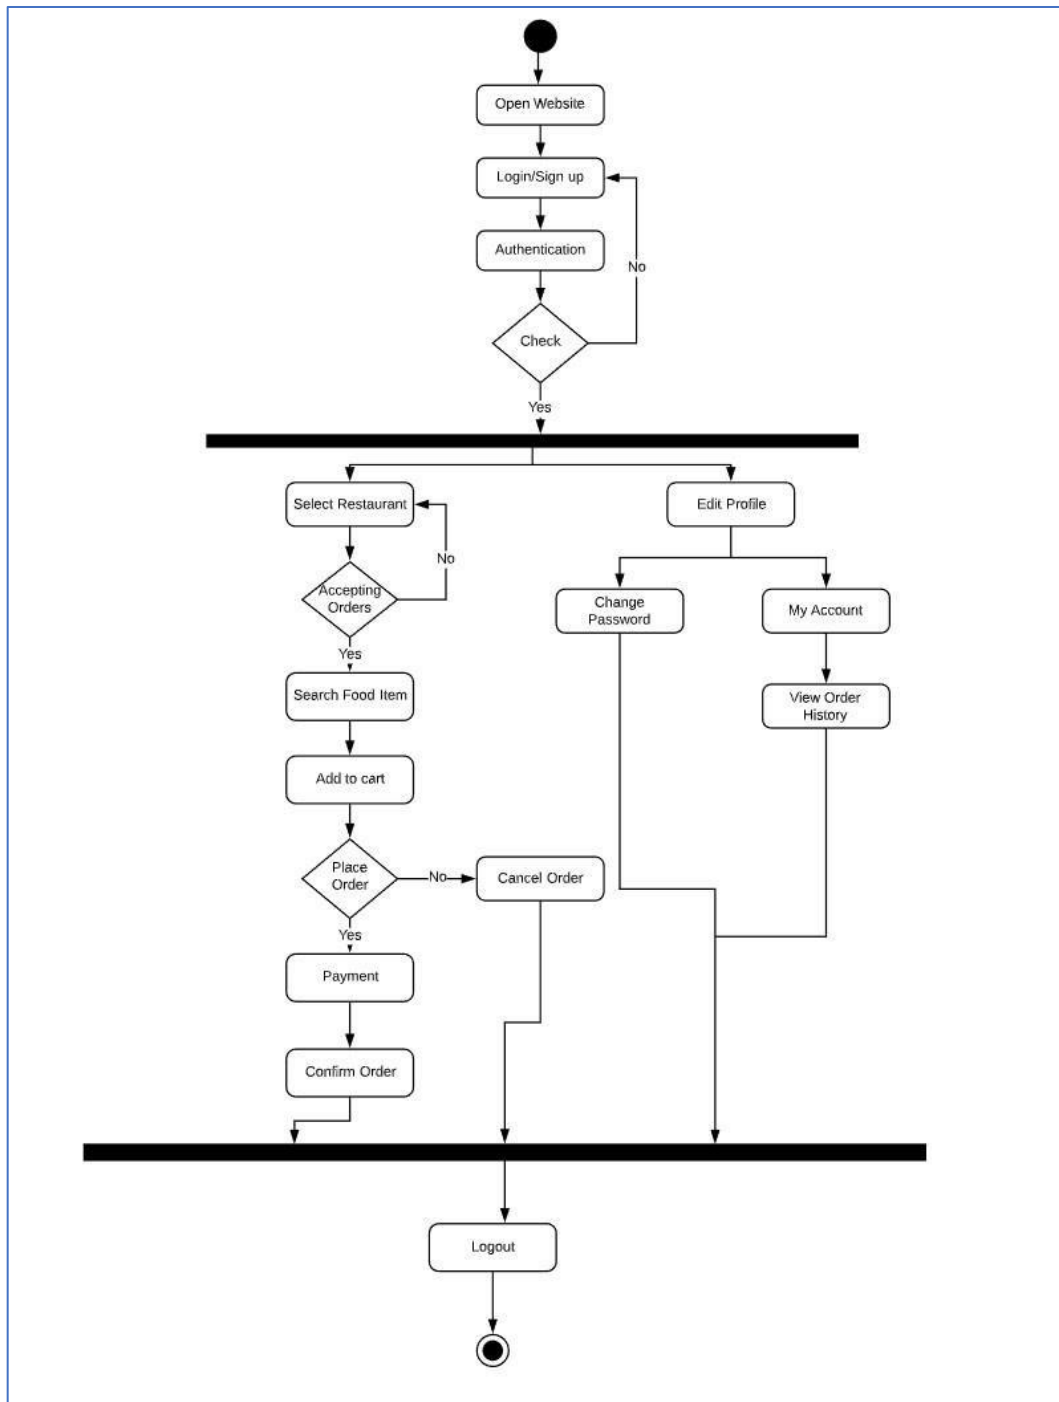 Open Website
Login/Sign up
Authentication
No
Check
Yes
Select Restaurant
Edit Profile
No
Accepting
Orders
Change
Password
My Account
Yes
Search Food Item
View Order
History
Add to cart
Place
Order
No
Cancel Order
Yes
Payment
Confirm Order
Logout